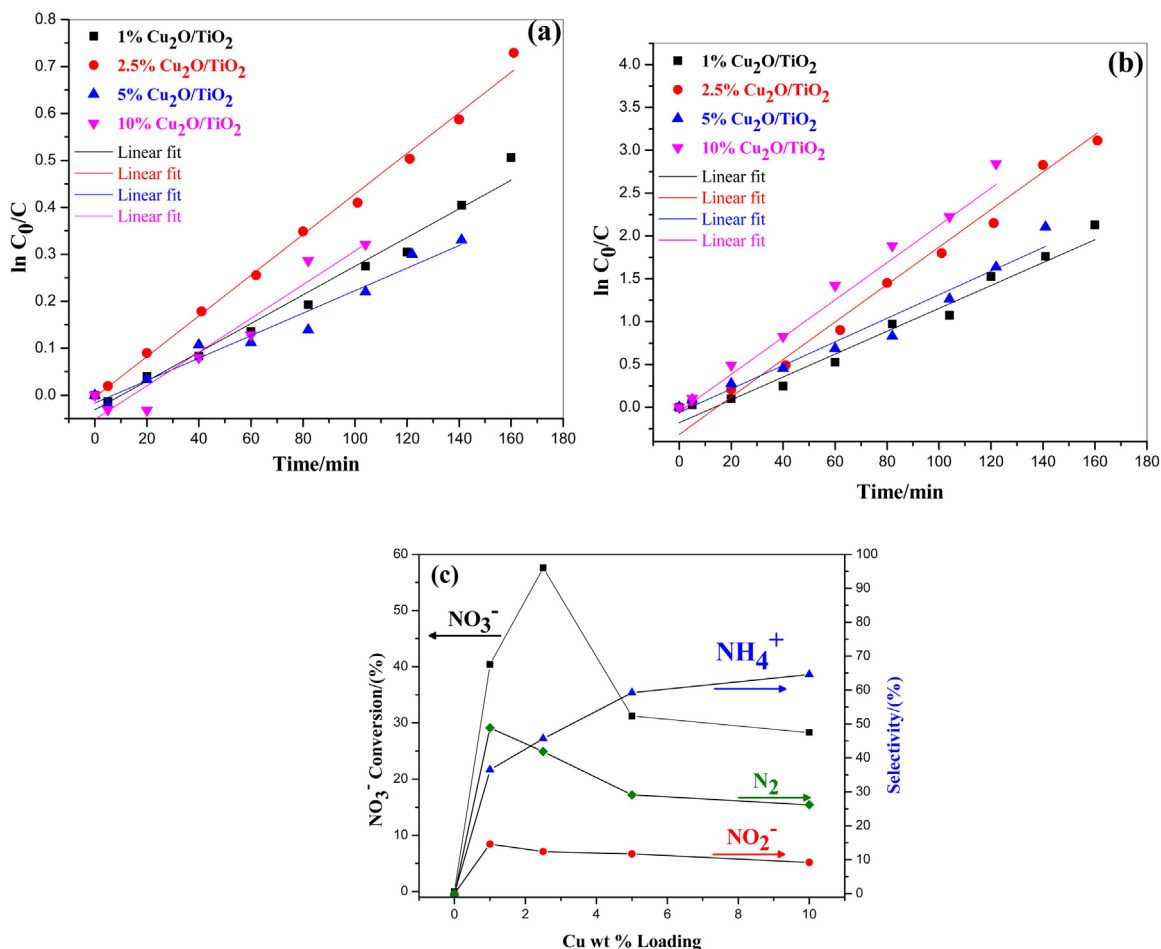 (a)
1% Cu2O/TiO2
2.5% Cu2O/TiO2
5% Cu2O/TiO2
10% Cu2O/TiO2
Linear fit
Linear fit
Linear fit
Linear fit
ln C0/C
0.8
0.7
0.6
0.5
0.4
0.3
0.2
0.1
0.0
0 20 40 60 80 100 120 140 160 180
Time/min
(b)
1% Cu2O/TiO2
2.5% Cu2O/TiO2
5% Cu2O/TiO2
10% Cu2O/TiO2
Linear fit
Linear fit
Linear fit
Linear fit
ln C0/C
4.0
3.5
3.0
2.5
2.0
1.5
1.0
0.5
0.0
0 20 40 60 80 100 120 140 160 180
Time/min
(c)
NO3-
NH4+
N2
NO2-
NO3- Conversion/(%)
60
50
40
30
20
10
0
Selectivity/(%)
100
90
80
70
60
50
40
30
20
10
0
0 2 4 6 8 10
Cu wt % Loading